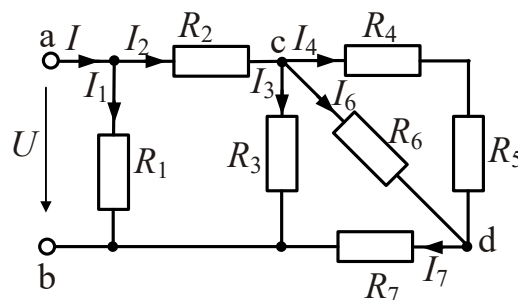 a I I₂ R₂ c I₄ R₄
I₁ I₃ I₆
U R₁ R₃ R₆ R₅
b d
R₇ I₇